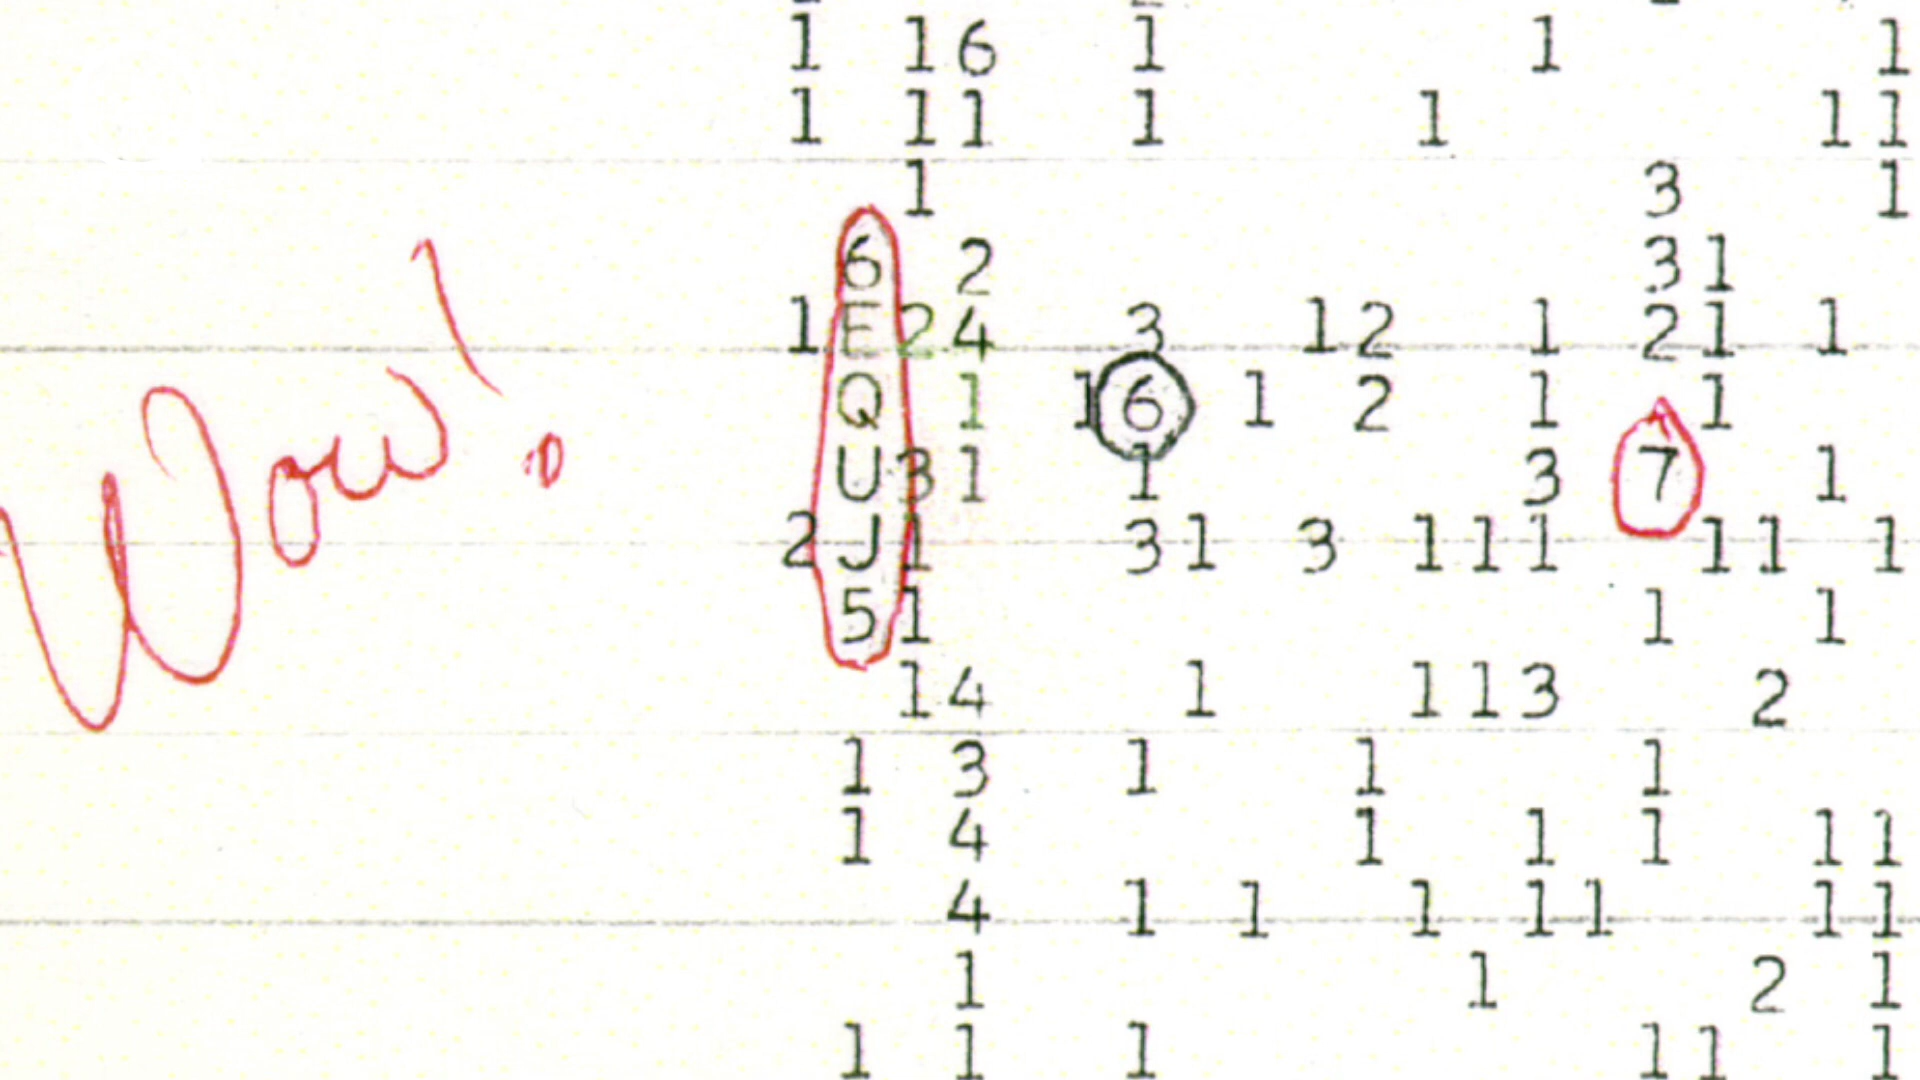 1 16 1 1 1
1 11 1 1 11
1 3 1
6 2 31
1E24 3 12 1 21 1
Q 1 16 1 2 1 1
U31 1 3 7 1
2J1 31 3 111 11 1
51 1 1
14 1 113 2
1 3 1 1 1
1 4 1 1 1 11
4 1 1 1 11 11
1 1 2 1
1 1 1 11 1
Wow!